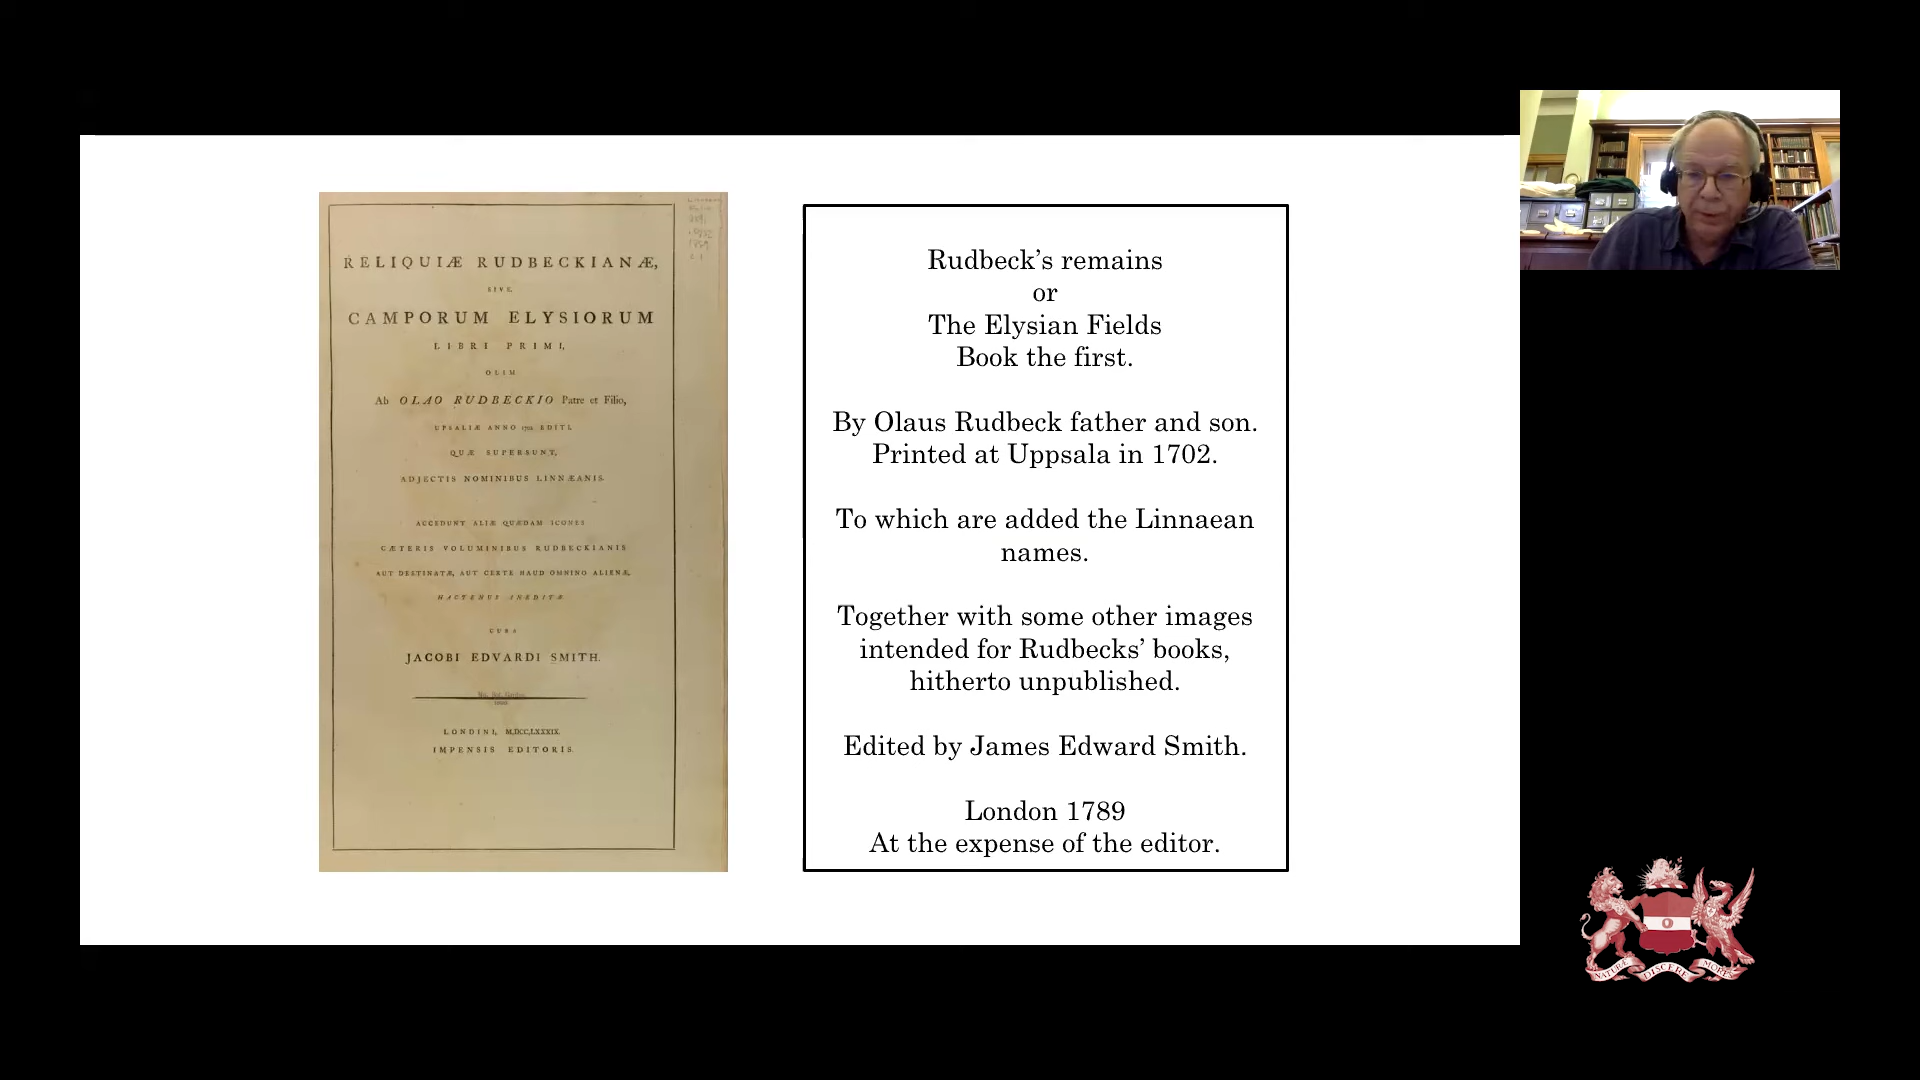 RELIQUIÆ RUDBECKIANÆ,
SIVE,
CAMPORUM ELYSIORUM
LIBRI PRIMI,
OLIM
Ab OLAO RUDBECKIO Patre et Filio,
UPSALIÆ ANNO 1702 EDITI,
QUÆ SUPERSUNT,
ADJECTIS NOMINIBUS LINNÆANIS.
ACCEDUNT ALIÆ QUÆDAM ICONES
CÆTERIS VOLUMINIBUS RUDBECKIANIS
AUT DESTINATÆ, AUT CERTE HAUD OMNINO ALIENÆ,
HACTENUS INEDITÆ
CURA
JACOBI EDVARDI SMITH.
LONDINI, M,DCC,LXXXIX.
IMPENSIS EDITORIS.
Rudbeck’s remains
or
The Elysian Fields
Book the first.
By Olaus Rudbeck father and son.
Printed at Uppsala in 1702.
To which are added the Linnaean
names.
Together with some other images
intended for Rudbecks’ books,
hitherto unpublished.
Edited by James Edward Smith.
London 1789
At the expense of the editor.
NATURÆ DISCERE MORES